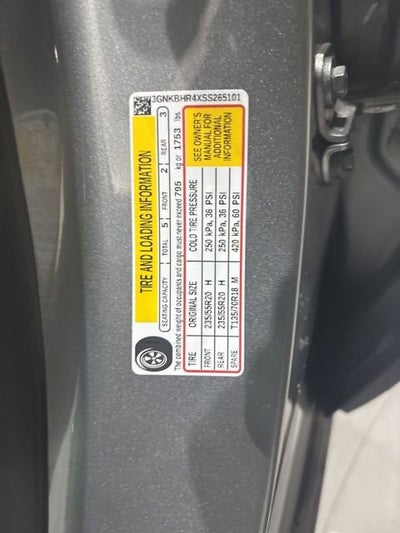 3GNKBHR4XSS265101
TIRE AND LOADING INFORMATION
SEATING CAPACITY TOTAL 5 FRONT 2 REAR 3
The combined weight of occupants and cargo must never exceed 795 kg or 1753 lbs.
TIRE ORIGINAL SIZE COLD TIRE PRESSURE
FRONT 235/55R20 H 250 kPa, 36 PSI
REAR 235/55R20 H 250 kPa, 36 PSI
SPARE T135/70R18 M 420 kPa, 60 PSI
SEE OWNER'S
MANUAL FOR
ADDITIONAL
INFORMATION